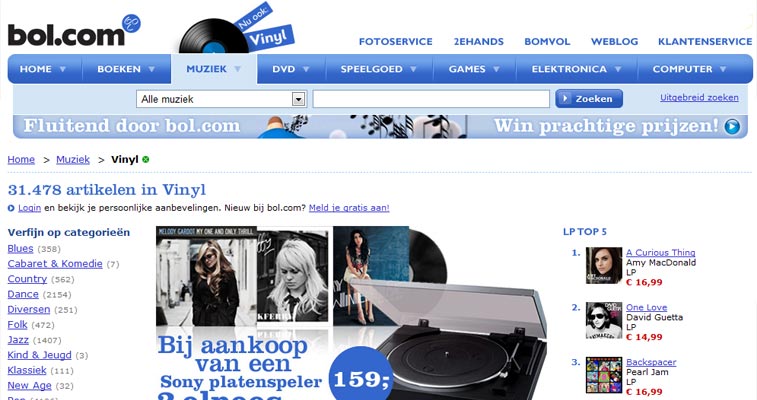 bol.com
Nu ook:
Vinyl
FOTOSERVICE 2EHANDS BOMVOL WEBLOG KLANTENSERVICE
HOME BOEKEN MUZIEK DVD SPEELGOED GAMES ELEKTRONICA COMPUTER
Alle muziek Zoeken Uitgebreid zoeken
Fluitend door bol.com Win prachtige prijzen!
Home > Muziek > Vinyl
31.478 artikelen in Vinyl
Login en bekijk je persoonlijke aanbevelingen. Nieuw bij bol.com? Meld je gratis aan!
Verfijn op categorieën
Blues (358)
Cabaret & Komedie (7)
Country (562)
Dance (2154)
Diversen (251)
Folk (472)
Jazz (1407)
Kind & Jeugd (3)
Klassiek (111)
New Age (32)
MELODY GARDOT MY ONE AND ONLY THRILL
Bij aankoop
van een
Sony platenspeler
159,-
LP TOP 5
1. A Curious Thing
Amy MacDonald
LP
€ 16,99
2. One Love
David Guetta
LP
€ 14,99
3. Backspacer
Pearl Jam
LP
€ 16,99